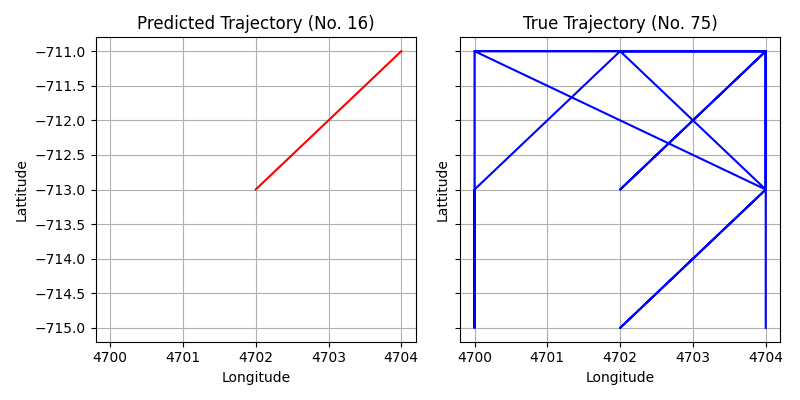 Predicted Trajectory (No. 16)
True Trajectory (No. 75)
−711.0
−711.5
−712.0
−712.5
−713.0
−713.5
−714.0
−714.5
−715.0
Lattitude
Lattitude
4700 4701 4702 4703 4704
4700 4701 4702 4703 4704
Longitude
Longitude